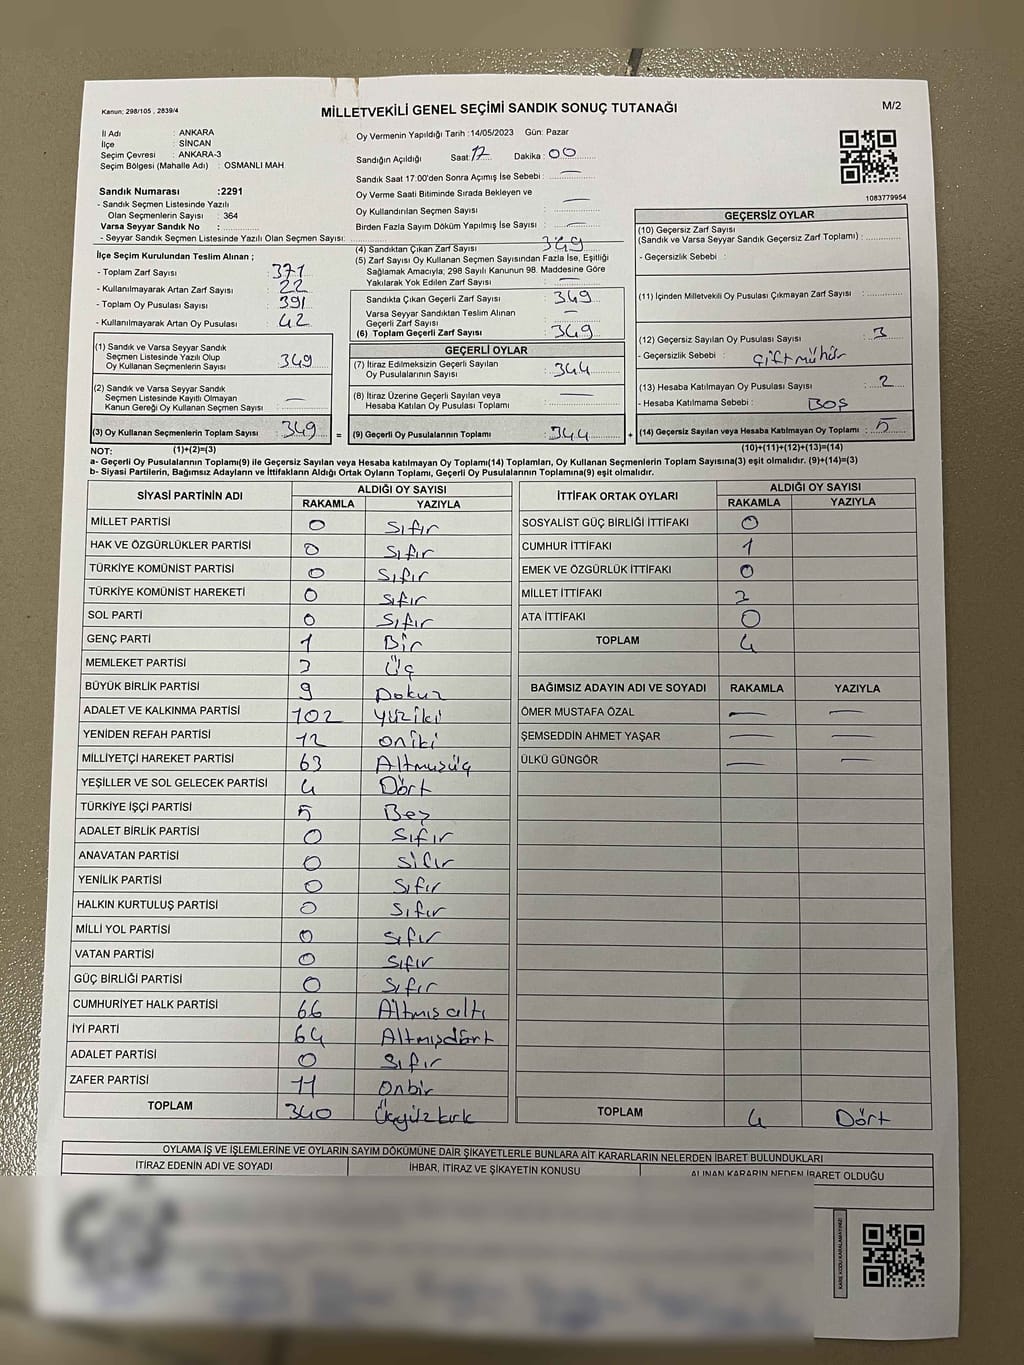 Kanun; 298/105 , 2839/4
MİLLETVEKİLİ GENEL SEÇİMİ SANDIK SONUÇ TUTANAĞI
M/2
İl Adı : ANKARA
İlçe : SİNCAN
Seçim Çevresi : ANKARA-3
Seçim Bölgesi (Mahalle Adı) : OSMANLI MAH
Sandık Numarası :2291
- Sandık Seçmen Listesinde Yazılı
Olan Seçmenlerin Sayısı : 364
Varsa Seyyar Sandık No :
- Seyyar Sandık Seçmen Listesinde Yazılı Olan Seçmen Sayısı:
Oy Vermenin Yapıldığı Tarih :14/05/2023 Gün: Pazar
Sandığın Açıldığı Saat: 17 Dakika : 00
Sandık Saat 17:00'den Sonra Açımış İse Sebebi : —
Oy Verme Saati Bitiminde Sırada Bekleyen ve
Oy Kullandırılan Seçmen Sayısı : —
Birden Fazla Sayım Döküm Yapılmış İse Sayısı : —
1083779954
İlçe Seçim Kurulundan Teslim Alınan ;
- Toplam Zarf Sayısı : 371
- Kullanılmayarak Artan Zarf Sayısı : 22
- Toplam Oy Pusulası Sayısı : 391
- Kullanılmayarak Artan Oy Pusulası : 42
(1) Sandık ve Varsa Seyyar Sandık
Seçmen Listesinde Yazılı Olup
Oy Kullanan Seçmenlerin Sayısı : 349
(2) Sandık ve Varsa Seyyar Sandık
Seçmen Listesinde Kayıtlı Olmayan
Kanun Gereği Oy Kullanan Seçmen Sayısı : —
(3) Oy Kullanan Seçmenlerin Toplam Sayısı : 349
(4) Sandıktan Çıkan Zarf Sayısı : 349
(5) Zarf Sayısı Oy Kullanan Seçmen Sayısından Fazla İse, Eşitliği
Sağlamak Amacıyla; 298 Sayılı Kanunun 98. Maddesine Göre
Yakılarak Yok Edilen Zarf Sayısı : —
Sandıkta Çıkan Geçerli Zarf Sayısı : 349
Varsa Seyyar Sandıktan Teslim Alınan
Geçerli Zarf Sayısı : —
(6) Toplam Geçerli Zarf Sayısı : 349
GEÇERLİ OYLAR
(7) İtiraz Edilmeksizin Geçerli Sayılan
Oy Pusulalarının Sayısı : 344
(8) İtiraz Üzerine Geçerli Sayılan veya
Hesaba Katılan Oy Pusulası Toplamı : —
= (9) Geçerli Oy Pusulalarının Toplamı : 344 +
GEÇERSİZ OYLAR
(10) Geçersiz Zarf Sayısı
(Sandık ve Varsa Seyyar Sandık Geçersiz Zarf Toplamı) :
- Geçersizlik Sebebi :
(11) İçinden Milletvekili Oy Pusulası Çıkmayan Zarf Sayısı :
(12) Geçersiz Sayılan Oy Pusulası Sayısı : 3
- Geçersizlik Sebebi : Çift mühür
(13) Hesaba Katılmayan Oy Pusulası Sayısı : 2
- Hesaba Katılmama Sebebi : BOŞ
(14) Geçersiz Sayılan veya Hesaba Katılmayan Oy Toplamı : 5
NOT: (1)+(2)=(3) (10)+(11)+(12)+(13)=(14)
a- Geçerli Oy Pusulalarının Toplamı(9) ile Geçersiz Sayılan veya Hesaba katılmayan Oy Toplamı(14) Toplamları, Oy Kullanan Seçmenlerin Toplam Sayısına(3) eşit olmalıdır. (9)+(14)=(3)
b- Siyasi Partilerin, Bağımsız Adayların ve İttifakların Aldığı Ortak Oyların Toplamı, Geçerli Oy Pusulalarının Toplamına(9) eşit olmalıdır.
SİYASİ PARTİNİN ADI ALDIĞI OY SAYISI
RAKAMLA YAZIYLA
MİLLET PARTİSİ 0 Sıfır
HAK VE ÖZGÜRLÜKLER PARTİSİ 0 Sıfır
TÜRKİYE KOMÜNİST PARTİSİ 0 Sıfır
TÜRKİYE KOMÜNİST HAREKETİ 0 Sıfır
SOL PARTİ 0 Sıfır
GENÇ PARTİ 1 Bir
MEMLEKET PARTİSİ 3 Üç
BÜYÜK BİRLİK PARTİSİ 9 Dokuz
ADALET VE KALKINMA PARTİSİ 102 Yüziki
YENİDEN REFAH PARTİSİ 12 oniki
MİLLİYETÇİ HAREKET PARTİSİ 63 Altmışüç
YEŞİLLER VE SOL GELECEK PARTİSİ 4 Dört
TÜRKİYE İŞÇİ PARTİSİ 5 Beş
ADALET BİRLİK PARTİSİ 0 Sıfır
ANAVATAN PARTİSİ 0 Sıfır
YENİLİK PARTİSİ 0 Sıfır
HALKIN KURTULUŞ PARTİSİ 0 Sıfır
MİLLİ YOL PARTİSİ 0 Sıfır
VATAN PARTİSİ 0 Sıfır
GÜÇ BİRLİĞİ PARTİSİ 0 Sıfır
CUMHURİYET HALK PARTİSİ 66 Altmış altı
İYİ PARTİ 64 Altmışdört
ADALET PARTİSİ 0 Sıfır
ZAFER PARTİSİ 11 Onbir
TOPLAM 340 Üçyüzkırk
İTTİFAK ORTAK OYLARI ALDIĞI OY SAYISI
RAKAMLA YAZIYLA
SOSYALİST GÜÇ BİRLİĞİ İTTİFAKI 0
CUMHUR İTTİFAKI 1
EMEK VE ÖZGÜRLÜK İTTİFAKI 0
MİLLET İTTİFAKI 3
ATA İTTİFAKI 0
TOPLAM 4
BAĞIMSIZ ADAYIN ADI VE SOYADI RAKAMLA YAZIYLA
ÖMER MUSTAFA ÖZAL — —
ŞEMSEDDİN AHMET YAŞAR — —
ÜLKÜ GÜNGÖR — —
TOPLAM 4 Dört
OYLAMA İŞ VE İŞLEMLERİNE VE OYLARIN SAYIM DÖKÜMÜNE DAİR ŞİKAYETLERLE BUNLARA AİT KARARLARIN NELERDEN İBARET BULUNDUKLARI
İTİRAZ EDENİN ADI VE SOYADI İHBAR, İTİRAZ VE ŞİKAYETİN KONUSU ALINAN KARARIN NEDEN İBARET OLDUĞU
KARE KODU KARALAMAYINIZ!